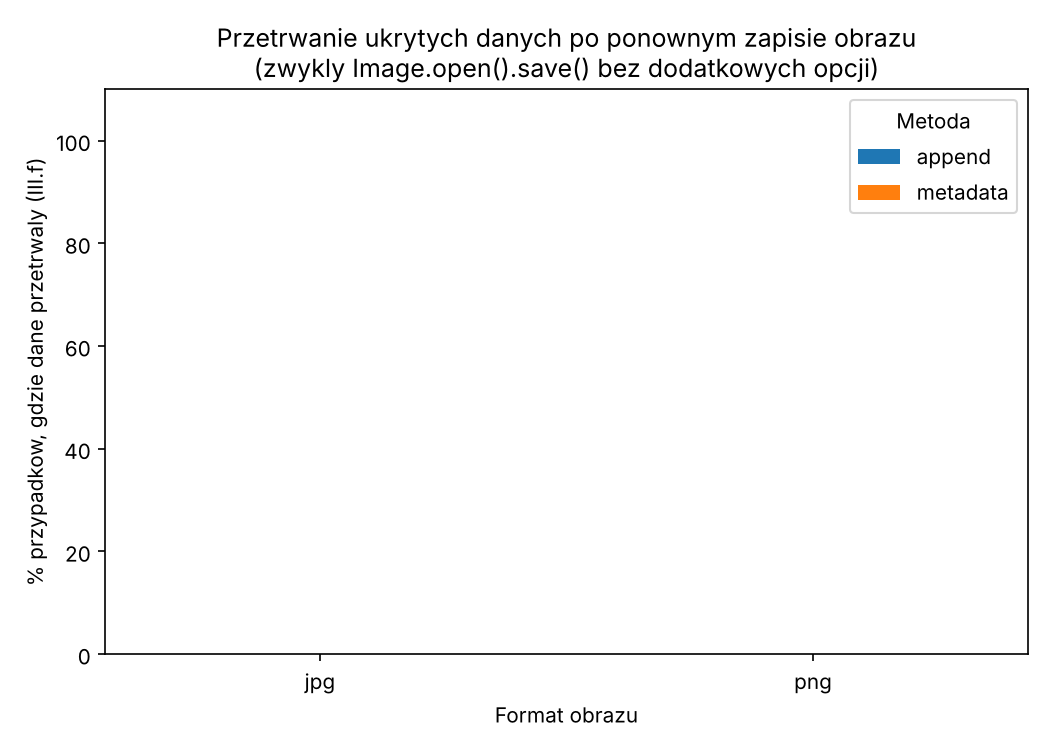 Przetrwanie ukrytych danych po ponownym zapisie obrazu
(zwykly Image.open().save() bez dodatkowych opcji)
Metoda
append
metadata
% przypadkow, gdzie dane przetrwaly (III.f)
100
80
60
40
20
0
jpg
png
Format obrazu